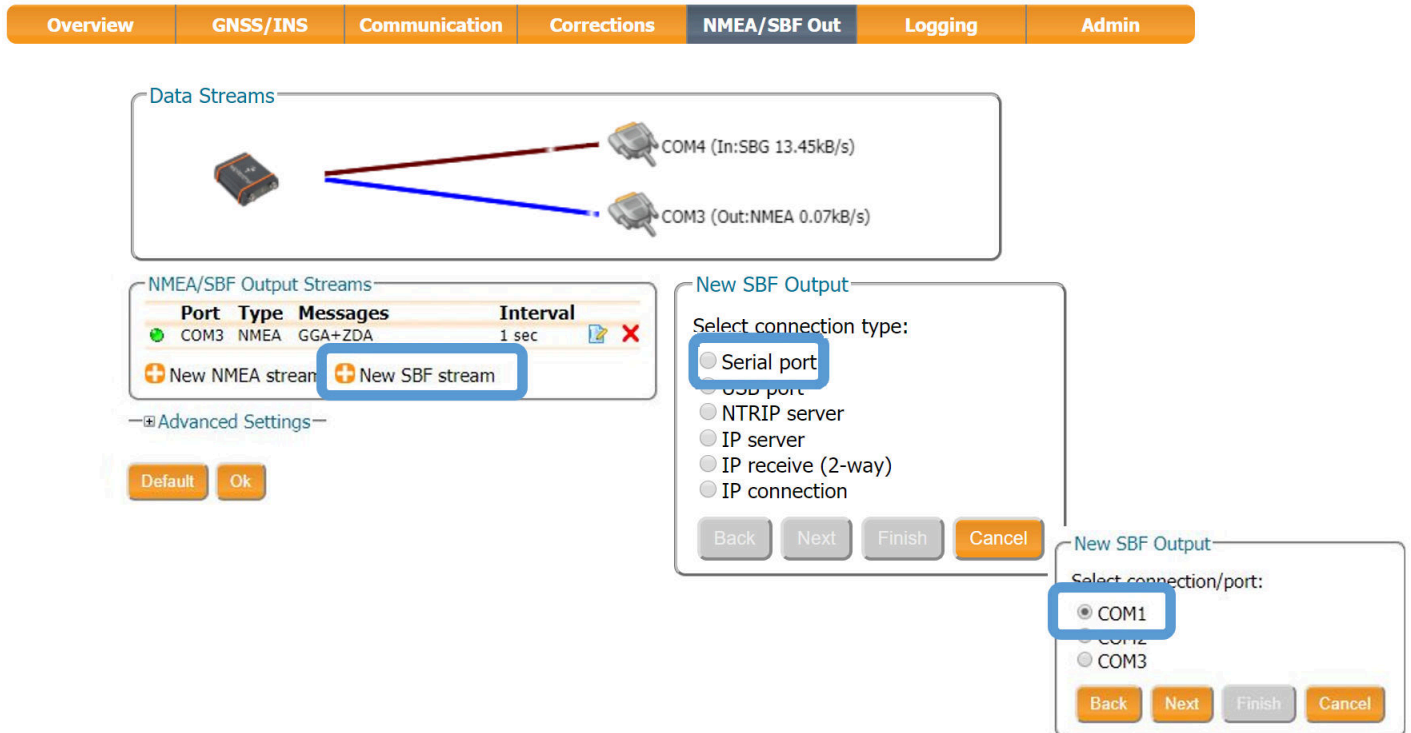 Overview GNSS/INS Communication Corrections NMEA/SBF Out Logging Admin
Data Streams
COM4 (In:SBG 13.45kB/s)
COM3 (Out:NMEA 0.07kB/s)
NMEA/SBF Output Streams
Port Type Messages Interval
COM3 NMEA GGA+ZDA 1 sec
New NMEA stream New SBF stream
Advanced Settings
Default Ok
New SBF Output
Select connection type:
Serial port
USB port
NTRIP server
IP server
IP receive (2-way)
IP connection
Back Next Finish Cancel
New SBF Output
Select connection/port:
COM1
COM2
COM3
Back Next Finish Cancel